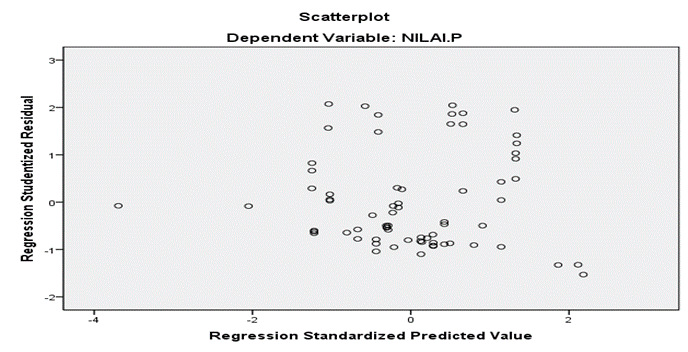 Scatterplot
Dependent Variable: NILAI.P
Regression Studentized Residual
3
2
1
0
-1
-2
-4
-2
0
2
Regression Standardized Predicted Value